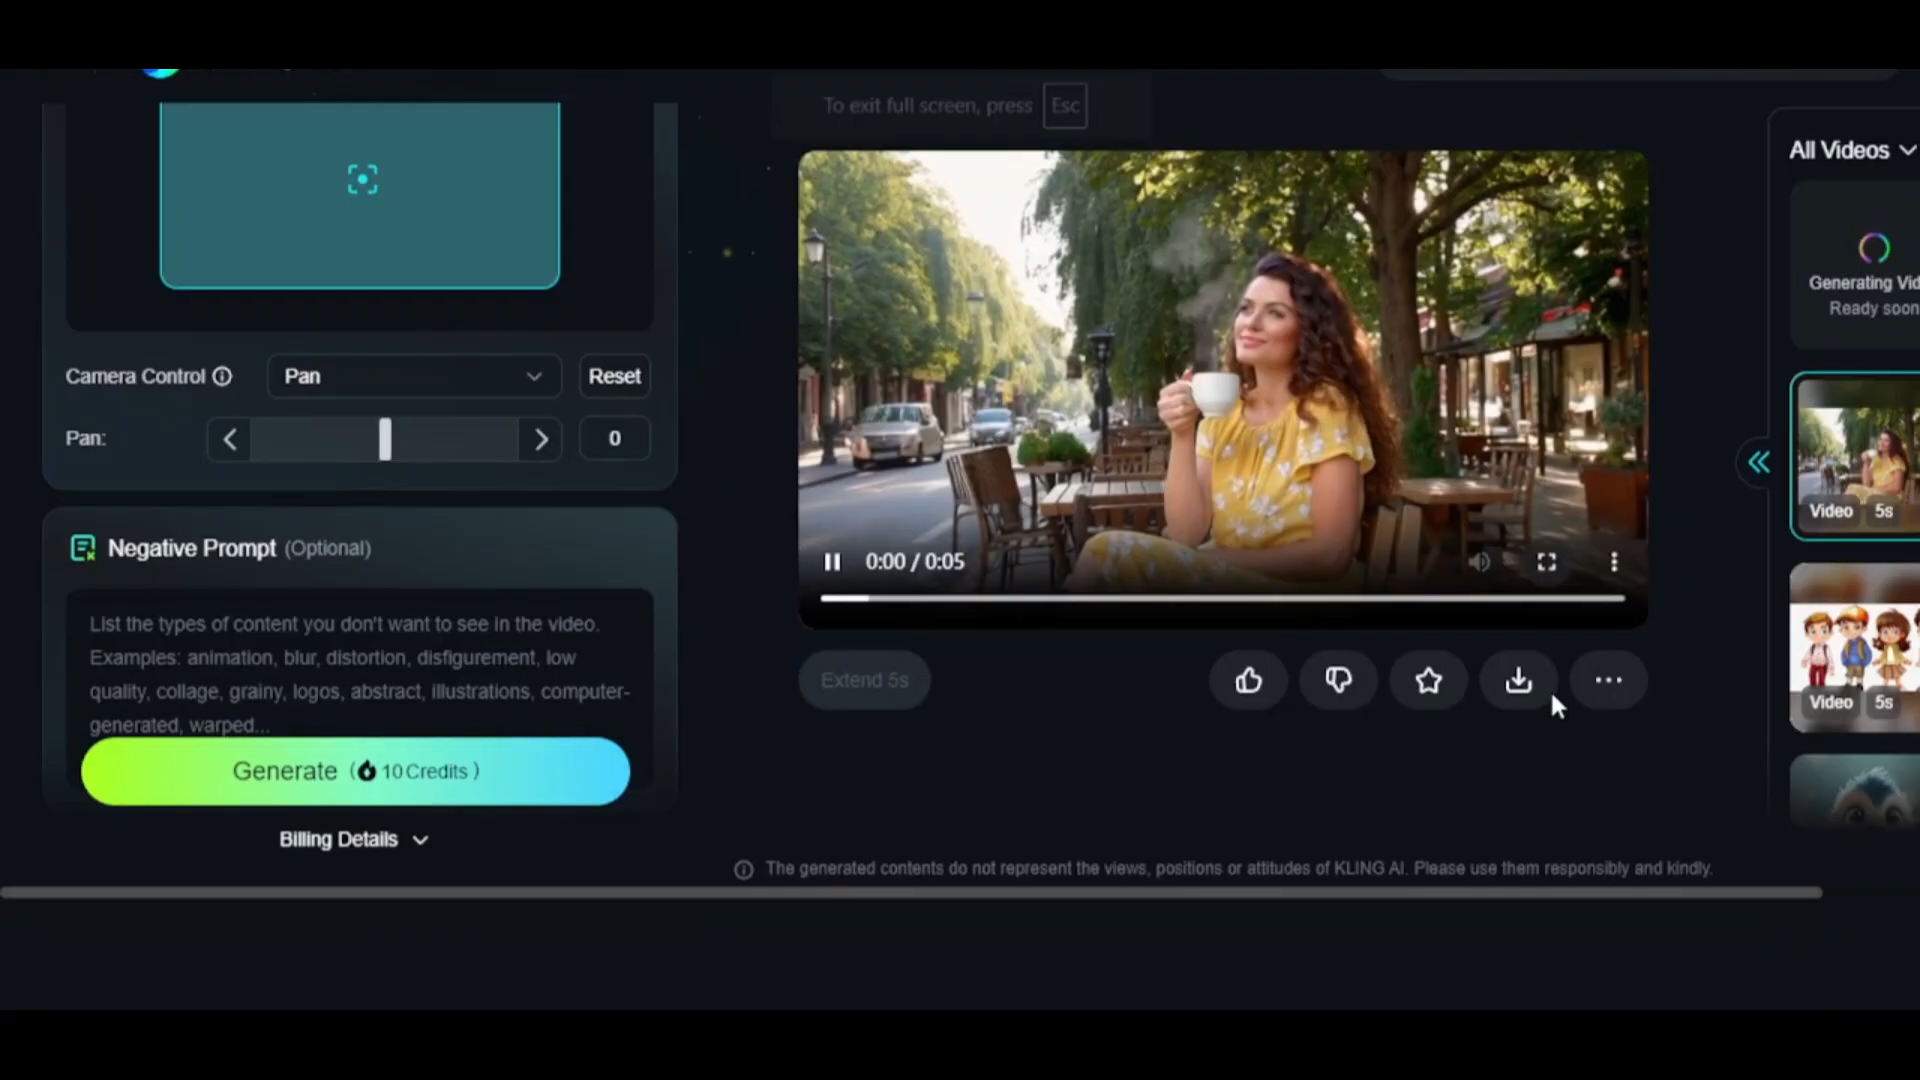 To exit full screen, press Esc
All Videos
Generating Vid
Ready soon
Camera Control
Pan
Reset
Pan:
0
Video 5s
Negative Prompt (Optional)
0:00 / 0:05
List the types of content you don't want to see in the video.
Examples: animation, blur, distortion, disfigurement, low
quality, collage, grainy, logos, abstract, illustrations, computer-
generated, warped...
Extend 5s
Video 5s
Generate ( 10 Credits )
Billing Details
The generated contents do not represent the views, positions or attitudes of KLING AI. Please use them responsibly and kindly.